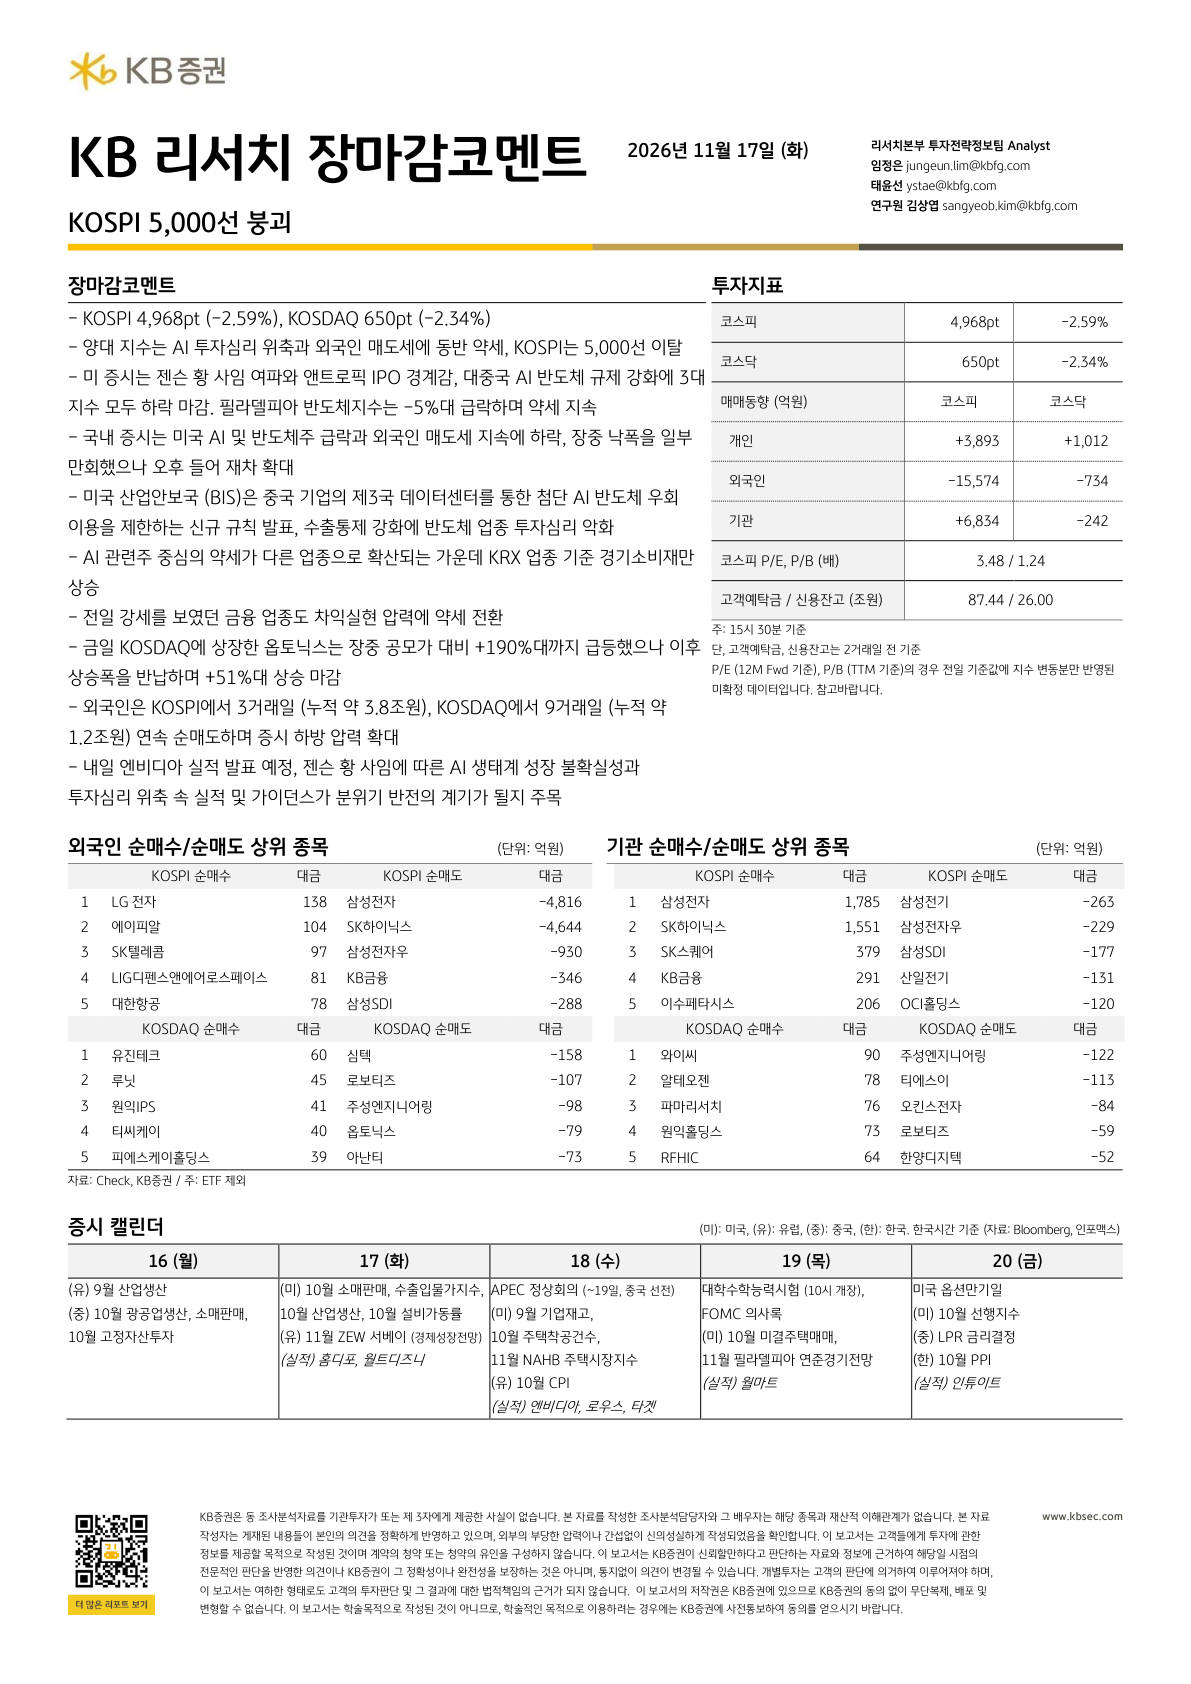 KB증권
KB 리서치 장마감코멘트
2026년 11월 17일 (화)
리서치본부 투자전략정보팀 Analyst
임정은 jungeun.lim@kbfg.com
태윤선 ystae@kbfg.com
연구원 김상엽 sangyeob.kim@kbfg.com
KOSPI 5,000선 붕괴
장마감코멘트
- KOSPI 4,968pt (-2.59%), KOSDAQ 650pt (-2.34%)
- 양대 지수는 AI 투자심리 위축과 외국인 매도세에 동반 약세, KOSPI는 5,000선 이탈
- 미 증시는 젠슨 황 사임 여파와 앤트로픽 IPO 경계감, 대중국 AI 반도체 규제 강화에 3대
지수 모두 하락 마감. 필라델피아 반도체지수는 -5%대 급락하며 약세 지속
- 국내 증시는 미국 AI 및 반도체주 급락과 외국인 매도세 지속에 하락, 장중 낙폭을 일부
만회했으나 오후 들어 재차 확대
- 미국 산업안보국 (BIS)은 중국 기업의 제3국 데이터센터를 통한 첨단 AI 반도체 우회
이용을 제한하는 신규 규칙 발표, 수출통제 강화에 반도체 업종 투자심리 악화
- AI 관련주 중심의 약세가 다른 업종으로 확산되는 가운데 KRX 업종 기준 경기소비재만
상승
- 전일 강세를 보였던 금융 업종도 차익실현 압력에 약세 전환
- 금일 KOSDAQ에 상장한 옵토닉스는 장중 공모가 대비 +190%대까지 급등했으나 이후
상승폭을 반납하며 +51%대 상승 마감
- 외국인은 KOSPI에서 3거래일 (누적 약 3.8조원), KOSDAQ에서 9거래일 (누적 약
1.2조원) 연속 순매도하며 증시 하방 압력 확대
- 내일 엔비디아 실적 발표 예정, 젠슨 황 사임에 따른 AI 생태계 성장 불확실성과
투자심리 위축 속 실적 및 가이던스가 분위기 반전의 계기가 될지 주목
투자지표
코스피 4,968pt -2.59%
코스닥 650pt -2.34%
매매동향 (억원) 코스피 코스닥
개인 +3,893 +1,012
외국인 -15,574 -734
기관 +6,834 -242
코스피 P/E, P/B (배) 3.48 / 1.24
고객예탁금 / 신용잔고 (조원) 87.44 / 26.00
주: 15시 30분 기준
단, 고객예탁금, 신용잔고는 2거래일 전 기준
P/E (12M Fwd 기준), P/B (TTM 기준)의 경우 전일 기준값에 지수 변동분만 반영된
미확정 데이터입니다. 참고바랍니다.
외국인 순매수/순매도 상위 종목 (단위: 억원)
KOSPI 순매수 대금 KOSPI 순매도 대금
1 LG 전자 138 삼성전자 -4,816
2 에이피알 104 SK하이닉스 -4,644
3 SK텔레콤 97 삼성전자우 -930
4 LIG디펜스앤에어로스페이스 81 KB금융 -346
5 대한항공 78 삼성SDI -288
KOSDAQ 순매수 대금 KOSDAQ 순매도 대금
1 유진테크 60 심텍 -158
2 루닛 45 로보티즈 -107
3 원익IPS 41 주성엔지니어링 -98
4 티씨케이 40 옵토닉스 -79
5 피에스케이홀딩스 39 아난티 -73
자료: Check, KB증권 / 주: ETF 제외
기관 순매수/순매도 상위 종목 (단위: 억원)
KOSPI 순매수 대금 KOSPI 순매도 대금
1 삼성전자 1,785 삼성전기 -263
2 SK하이닉스 1,551 삼성전자우 -229
3 SK스퀘어 379 삼성SDI -177
4 KB금융 291 산일전기 -131
5 이수페타시스 206 OCI홀딩스 -120
KOSDAQ 순매수 대금 KOSDAQ 순매도 대금
1 와이씨 90 주성엔지니어링 -122
2 알테오젠 78 티에스이 -113
3 파마리서치 76 오킨스전자 -84
4 원익홀딩스 73 로보티즈 -59
5 RFHIC 64 한양디지텍 -52
증시 캘린더
(미): 미국, (유): 유럽, (중): 중국, (한): 한국. 한국시간 기준 (자료: Bloomberg, 인포맥스)
16 (월)
(유) 9월 산업생산
(중) 10월 광공업생산, 소매판매,
10월 고정자산투자
17 (화)
(미) 10월 소매판매, 수출입물가지수,
10월 산업생산, 10월 설비가동률
(유) 11월 ZEW 서베이 (경제성장전망)
(실적) 홈디포, 월트디즈니
18 (수)
APEC 정상회의 (~19일, 중국 선전)
(미) 9월 기업재고,
10월 주택착공건수,
11월 NAHB 주택시장지수
(유) 10월 CPI
(실적) 엔비디아, 로우스, 타겟
19 (목)
대학수학능력시험 (10시 개장),
FOMC 의사록
(미) 10월 미결주택매매,
11월 필라델피아 연준경기전망
(실적) 월마트
20 (금)
미국 옵션만기일
(미) 10월 선행지수
(중) LPR 금리결정
(한) 10월 PPI
(실적) 인튜이트
더 많은 리포트 보기
KB증권은 동 조사분석자료를 기관투자가 또는 제 3자에게 제공한 사실이 없습니다. 본 자료를 작성한 조사분석담당자와 그 배우자는 해당 종목과 재산적 이해관계가 없습니다. 본 자료
작성자는 게재된 내용들이 본인의 의견을 정확하게 반영하고 있으며, 외부의 부당한 압력이나 간섭없이 신의성실하게 작성되었음을 확인합니다. 이 보고서는 고객들에게 투자에 관한
정보를 제공할 목적으로 작성된 것이며 계약의 청약 또는 청약의 유인을 구성하지 않습니다. 이 보고서는 KB증권이 신뢰할만하다고 판단하는 자료와 정보에 근거하여 해당일 시점의
전문적인 판단을 반영한 의견이나 KB증권이 그 정확성이나 완전성을 보장하는 것은 아니며, 통지없이 의견이 변경될 수 있습니다. 개별투자는 고객의 판단에 의거하여 이루어져야 하며,
이 보고서는 여하한 형태로도 고객의 투자판단 및 그 결과에 대한 법적책임의 근거가 되지 않습니다. 이 보고서의 저작권은 KB증권에 있으므로 KB증권의 동의 없이 무단복제, 배포 및
변형할 수 없습니다. 이 보고서는 학술목적으로 작성된 것이 아니므로, 학술적인 목적으로 이용하려는 경우에는 KB증권에 사전통보하여 동의를 얻으시기 바랍니다.
www.kbsec.com